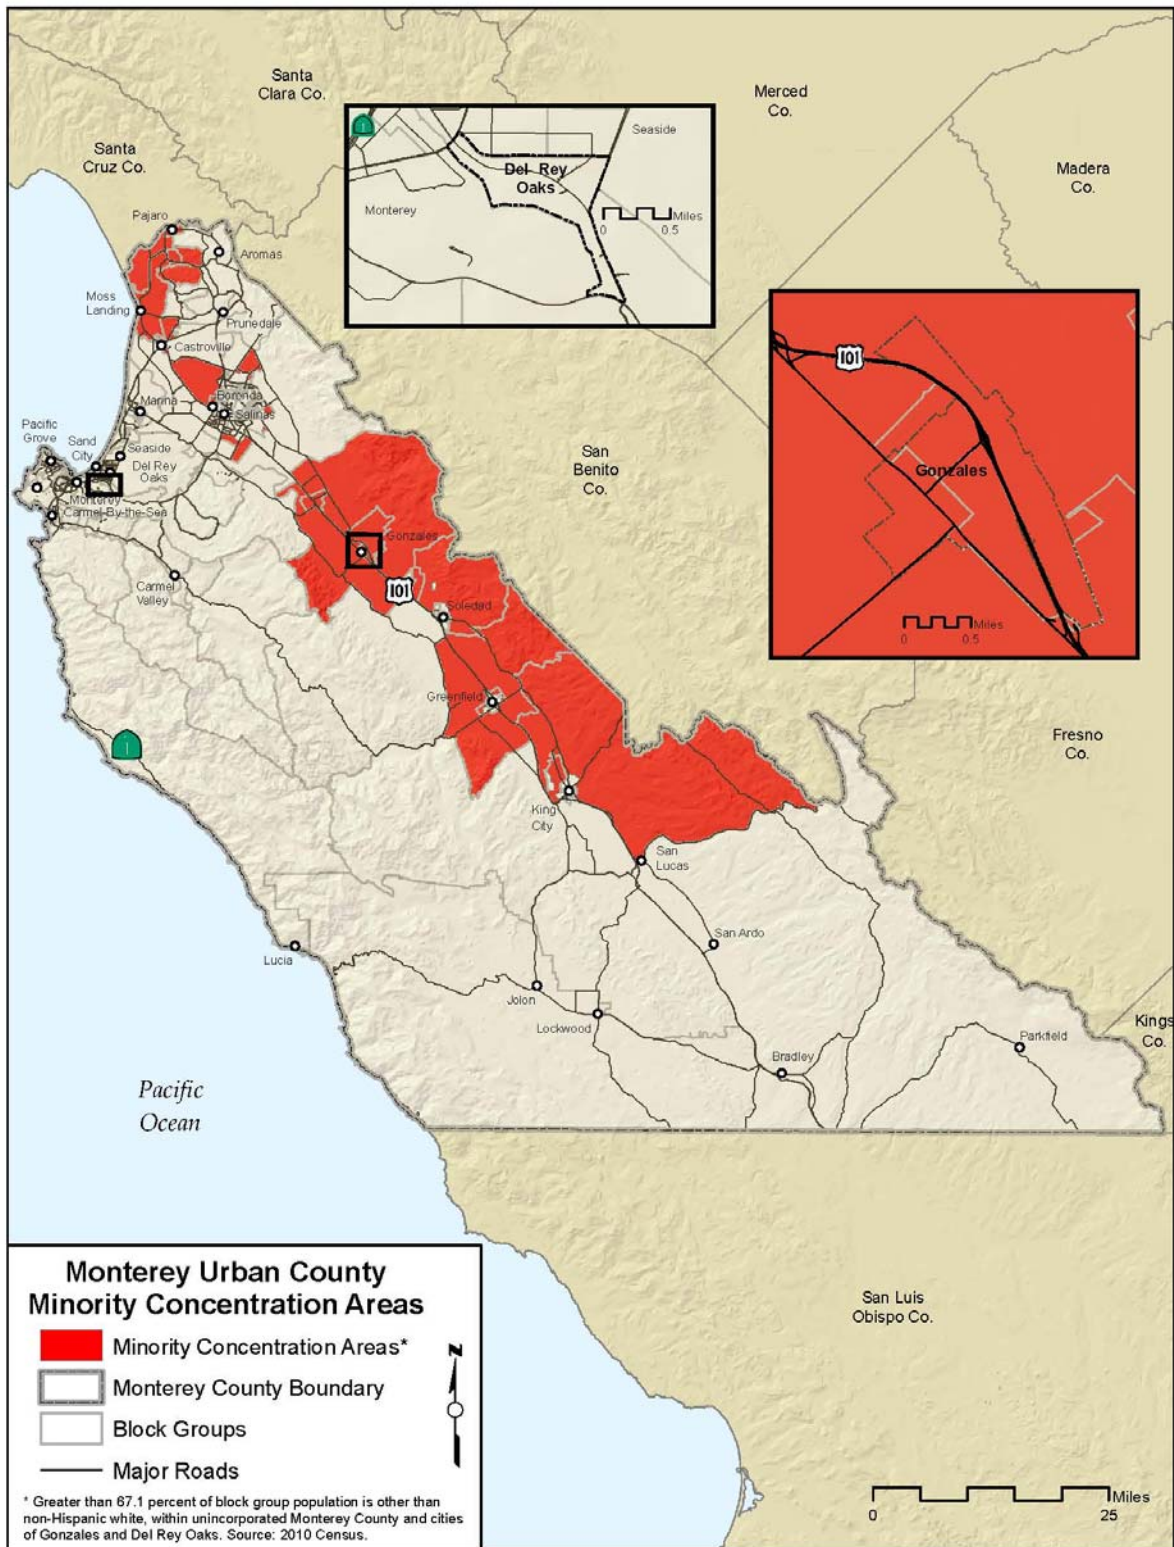 Santa
Clara Co.
Merced
Co.
Santa
Cruz Co.
Madera
Co.
1
Seaside
Del Rey
Oaks
Monterey
Miles
0 0.5
Pajaro
Aromas
Moss
Landing
Prunedale
Castroville
101
Gonzales
Miles
0 0.5
Boronda
Marina
Salinas
Pacific
Grove
Sand
City
Seaside
Del Rey
Oaks
Monterey
Carmel-By-the-Sea
San
Benito
Co.
Gonzales
Carmel
Valley
101
Soledad
Greenfield
Fresno
Co.
1
King
City
San
Lucas
San Ardo
Lucia
Jolon
Lockwood
Kings
Co.
Parkfield
Bradley
Pacific
Ocean
San Luis
Obispo Co.
Monterey Urban County
Minority Concentration Areas
Minority Concentration Areas*
Monterey County Boundary
Block Groups
Major Roads
N
* Greater than 67.1 percent of block group population is other than
non-Hispanic white, within unincorporated Monterey County and cities
of Gonzales and Del Rey Oaks. Source: 2010 Census.
Miles
0 25